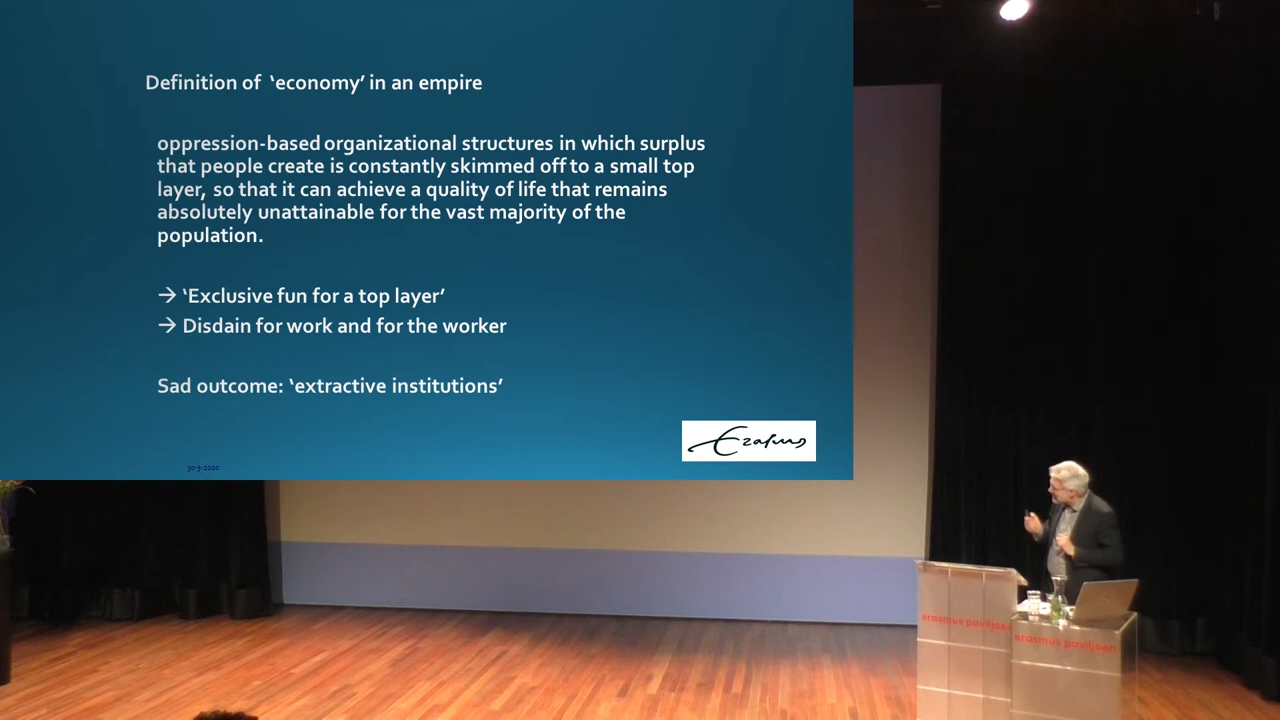 Definition of ‘economy’ in an empire
oppression-based organizational structures in which surplus
that people create is constantly skimmed off to a small top
layer, so that it can achieve a quality of life that remains
absolutely unattainable for the vast majority of the
population.
→ ‘Exclusive fun for a top layer’
→ Disdain for work and for the worker
Sad outcome: ‘extractive institutions’
Erasmus
30-3-2020
erasmus paviljoen
erasmus paviljoen